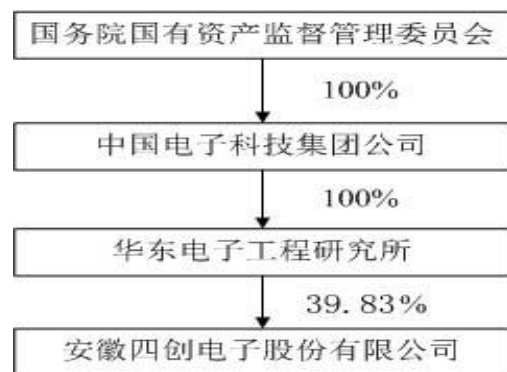 国务院国有资产监督管理委员会
100%
中国电子科技集团公司
100%
华东电子工程研究所
39.83%
安徽四创电子股份有限公司